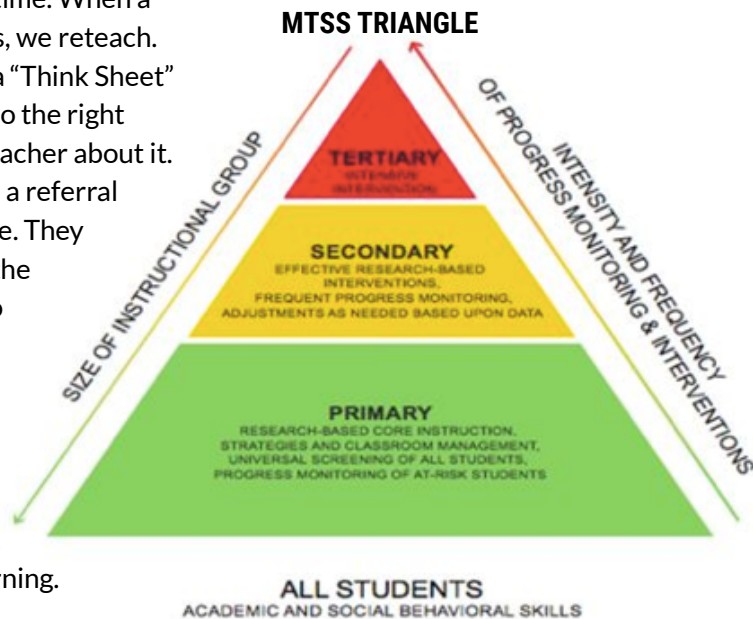 time. When a
MTSS TRIANGLE
s, we reteach.
a “Think Sheet”
o the right
acher about it.
a referral
e. They
he
SIZE OF INSTRUCTIONAL GROUP
INTENSITY AND FREQUENCY
OF PROGRESS MONITORING & INTERVENTIONS
TERTIARY
INTENSIVE
INTERVENTION
SECONDARY
EFFECTIVE RESEARCH-BASED
INTERVENTIONS,
FREQUENT PROGRESS MONITORING,
ADJUSTMENTS AS NEEDED BASED UPON DATA
PRIMARY
RESEARCH-BASED CORE INSTRUCTION,
STRATEGIES AND CLASSROOM MANAGEMENT,
UNIVERSAL SCREENING OF ALL STUDENTS,
PROGRESS MONITORING OF AT-RISK STUDENTS
rning.
ALL STUDENTS
ACADEMIC AND SOCIAL BEHAVIORAL SKILLS